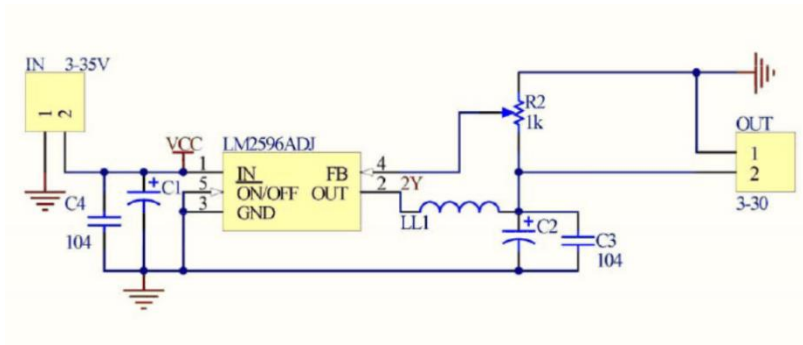 IN 3-35V
1
2
VCC
LM2596ADJ
1
5
3
IN
ON/OFF
GND
FB
OUT
4
2
2Y
C4
104
C1
LL1
R2
1k
C2
C3
104
OUT
1
2
3-30